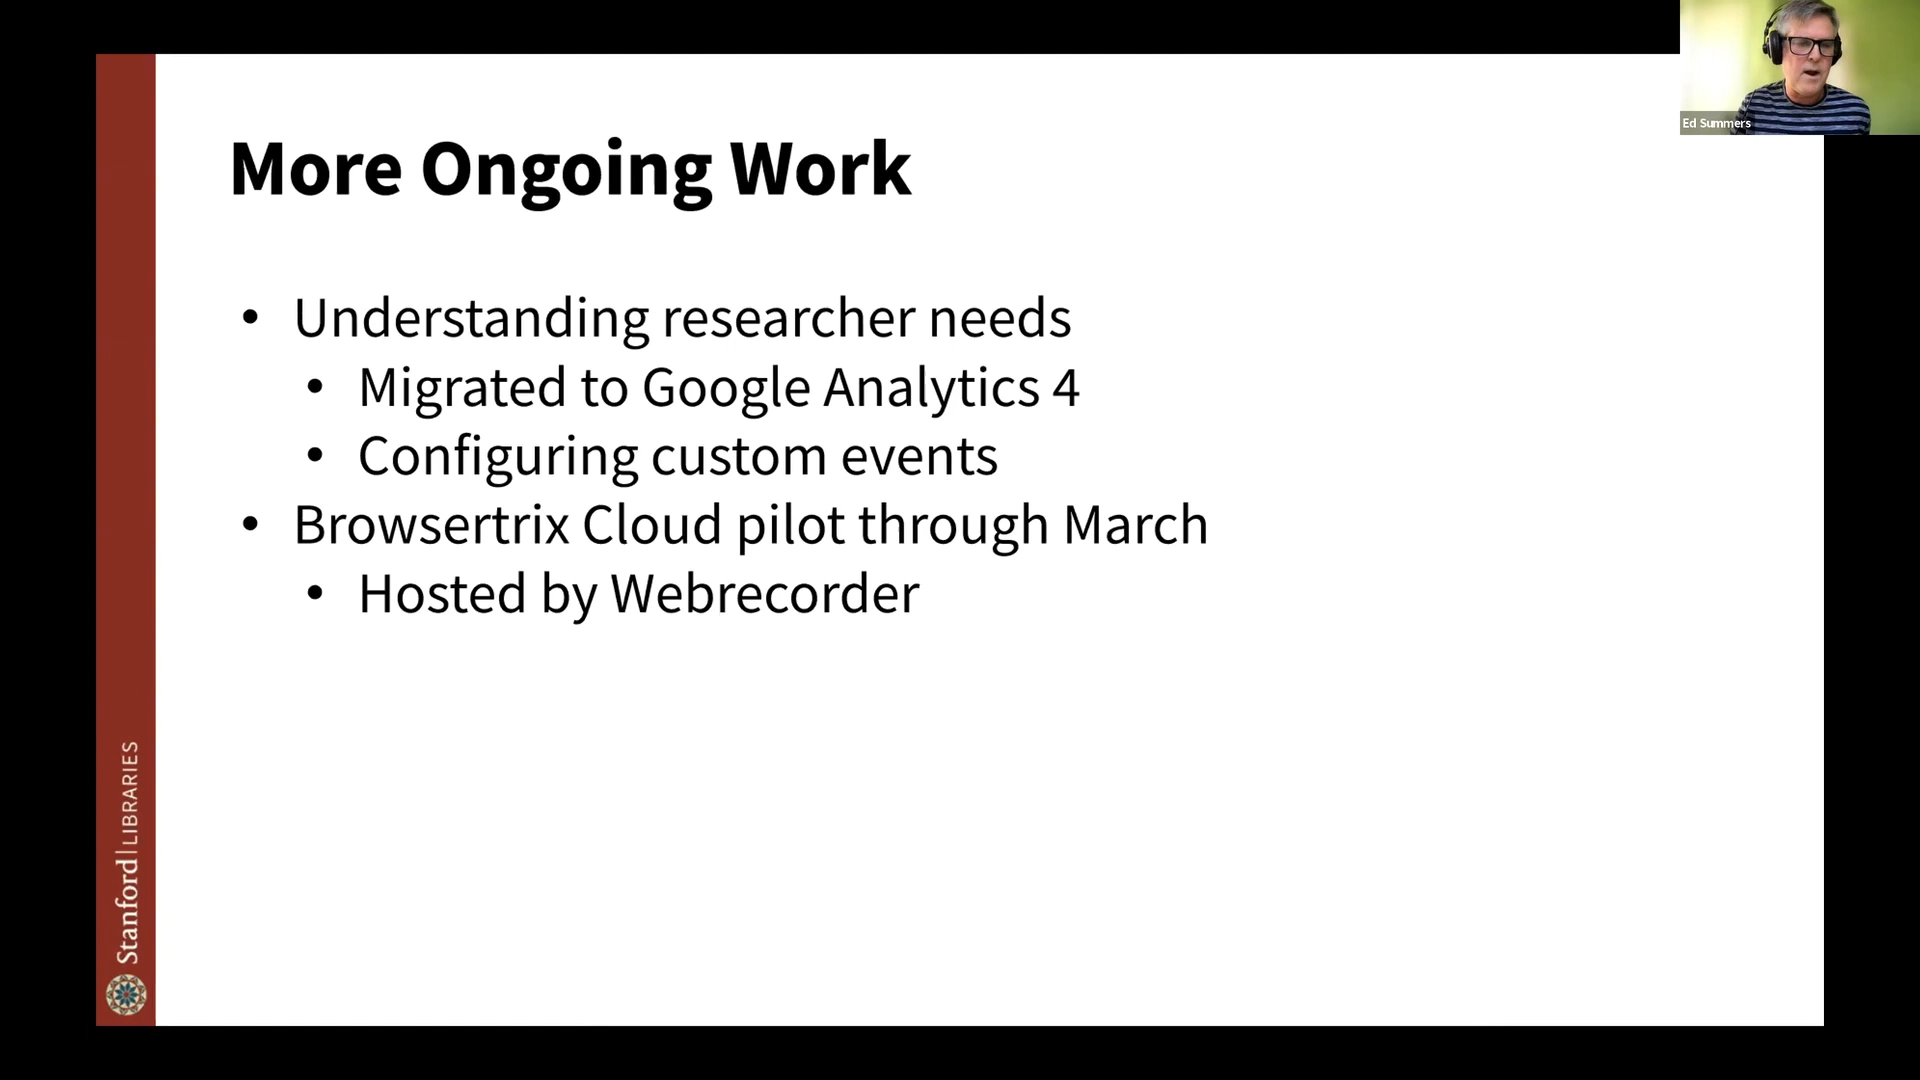 Ed Summers
More Ongoing Work
• Understanding researcher needs
• Migrated to Google Analytics 4
• Configuring custom events
• Browsertrix Cloud pilot through March
• Hosted by Webrecorder
Stanford | LIBRARIES